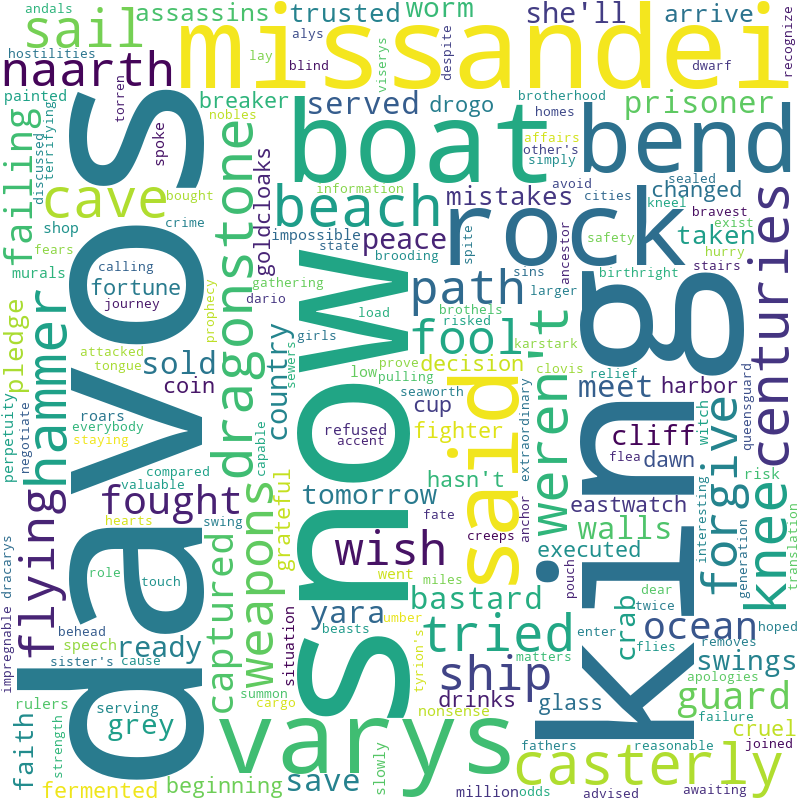 andals
assassins
trusted
worm
she'll
arrive
sail
missandei
hostilities
alys
recognize
naarth
lay
blind
viserys
despite
dwarf
painted
torren
breaker
served
drogo
brotherhood
prisoner
nobles
boat
homes
bend
failing
discussed
terrifying
davos
spoke
dragonstone
affairs
other's
simply
cave
bought
goldcloaks
information
mistakes
avoid
sealed
changed
cities
kneel
shop
crime
beach
rock
bravest
fears
impossible
peace
spite
ancestor
safety
taken
exist
centuries
state
brooding
hurry
murals
calling
snow
sins
stairs
fortune
gathering
path
larger
birthright
journey
dario
prophecy
load
brothels
king
pledge
hammer
country
girls
fool
risked
weren't
karstark
attacked
prove
tongue
sold
sewers
low
pulling
decision
clovis
relief
coin
seaworth
meet
harbor
queensguard
perpetuity
negotiate
roars
cup
said
forgive
everybody
refused
fighter
extraordinary
cliff
witch
staying
accent
capable
flea
dawn
compared
hasn't
interesting
risk
valuable
grateful
flying
fought
tomorrow
anchor
eastwatch
knee
hearts
swing
fate
walls
translation
weapons
wish
creeps
executed
generation
dracarys
impregnable
role
touch
went
miles
pouch
dear
captured
bastard
twice
yara
umber
crab
ocean
hoped
behead
situation
beasts
tried
enter
flies
removes
speech
ready
tyrion's
matters
sister's
cause
ship
swings
faith
summon
apologies
rulers
serving
cargo
drinks
glass
guard
grey
varys
nonsense
failure
strength
cruel
fathers
reasonable
joined
fermented
beginning
save
slowly
casterly
million
odds
advised
awaiting